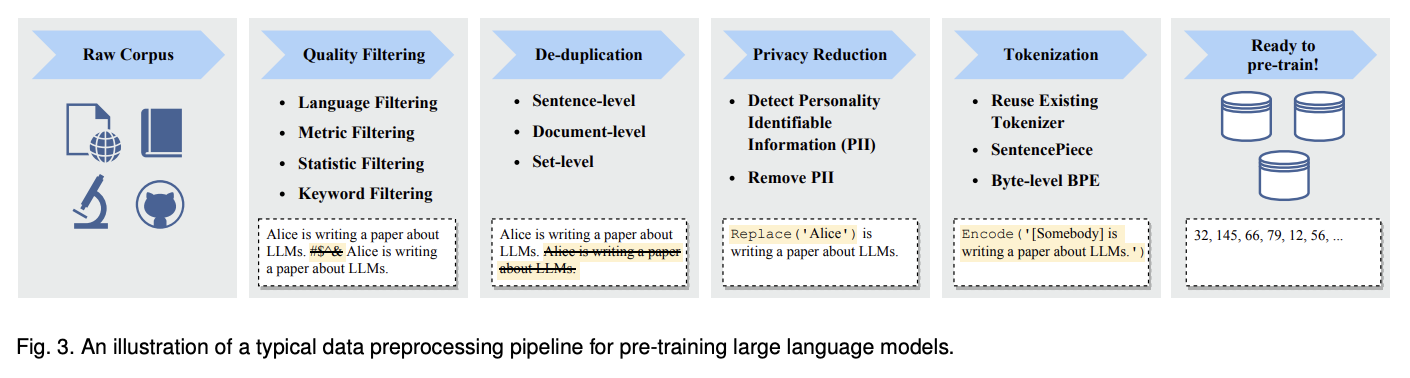 Raw Corpus
Quality Filtering
• Language Filtering
• Metric Filtering
• Statistic Filtering
• Keyword Filtering
Alice is writing a paper about
LLMs. #$^& Alice is writing
a paper about LLMs.
De-duplication
• Sentence-level
• Document-level
• Set-level
Alice is writing a paper about
LLMs. Alice is writing a paper
about LLMs.
Privacy Reduction
• Detect Personality
Identifiable
Information (PII)
• Remove PII
Replace('Alice') is
writing a paper about LLMs.
Tokenization
• Reuse Existing
Tokenizer
• SentencePiece
• Byte-level BPE
Encode('[Somebody] is
writing a paper about LLMs.')
Ready to
pre-train!
32, 145, 66, 79, 12, 56, ...
Fig. 3. An illustration of a typical data preprocessing pipeline for pre-training large language models.